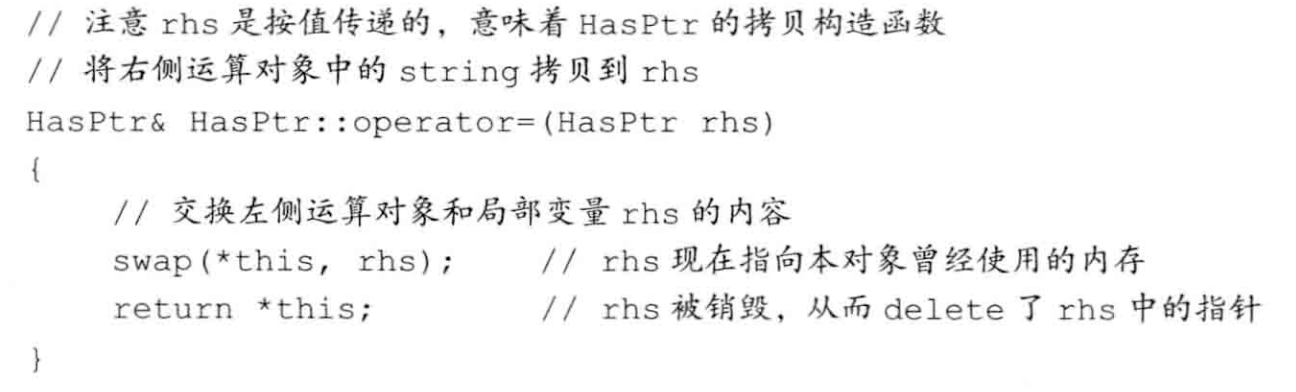 // 注意 rhs 是按值传递的，意味着 HasPtr 的拷贝构造函数
// 将右侧运算对象中的 string 拷贝到 rhs
HasPtr& HasPtr::operator=(HasPtr rhs)
{
    // 交换左侧运算对象和局部变量 rhs 的内容
    swap(*this, rhs);    // rhs 现在指向本对象曾经使用的内存
    return *this;        // rhs 被销毁，从而 delete 了 rhs 中的指针
}